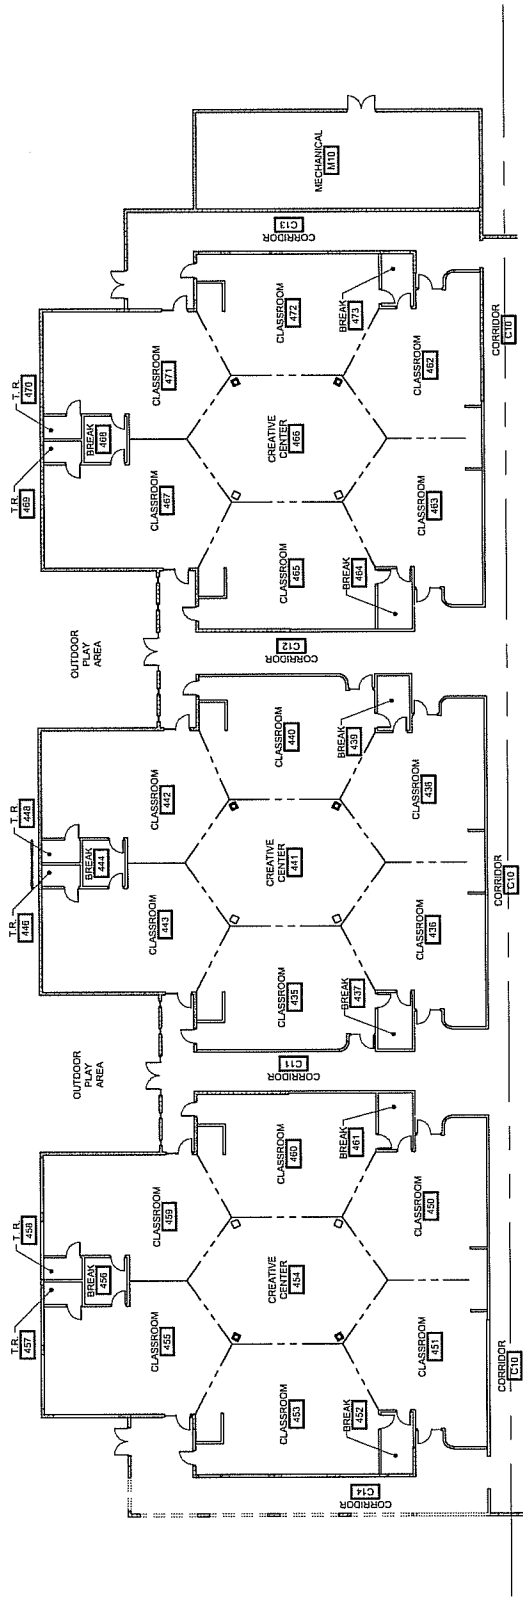 T.R.
457
T.R.
458
BREAK
456
CLASSROOM
455
CLASSROOM
459
CLASSROOM
453
CREATIVE
CENTER
454
CLASSROOM
460
BREAK
452
BREAK
461
CLASSROOM
451
CLASSROOM
450
CORRIDOR
C14
CORRIDOR
C10
OUTDOOR
PLAY
AREA
CORRIDOR
C11
T.R.
446
T.R.
448
BREAK
444
CLASSROOM
443
CLASSROOM
442
CLASSROOM
435
CREATIVE
CENTER
441
CLASSROOM
440
BREAK
437
BREAK
439
CLASSROOM
436
CLASSROOM
438
CORRIDOR
C10
OUTDOOR
PLAY
AREA
CORRIDOR
C12
T.R.
469
T. R.
470
BREAK
468
CLASSROOM
467
CLASSROOM
471
CLASSROOM
465
CREATIVE
CENTER
466
CLASSROOM
472
BREAK
464
BREAK
473
CLASSROOM
463
CLASSROOM
462
CORRIDOR
C10
CORRIDOR
C13
MECHANICAL
M10